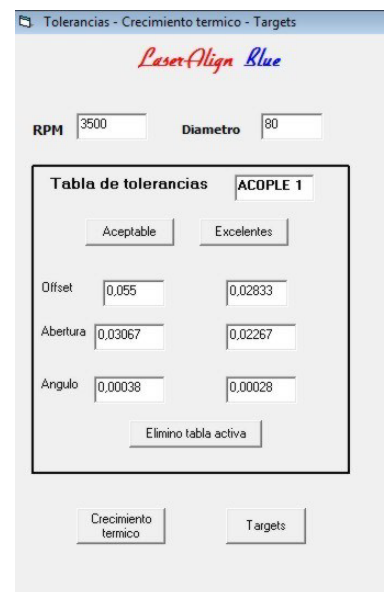 Tolerancias - Crecimiento termico - Targets
LaserAlign Blue
RPM 3500 Diametro 80
Tabla de tolerancias ACOPLE 1
Aceptable Excelentes
Offset 0,055 0,02833
Abertura 0,03067 0,02267
Angulo 0,00038 0,00028
Elimino tabla activa
Crecimiento
termico
Targets